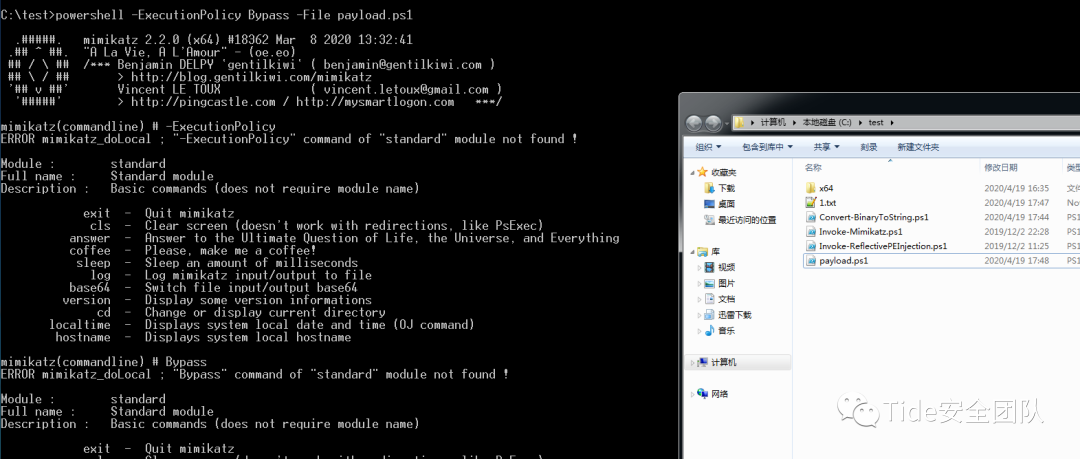 C:\test>powershell -ExecutionPolicy Bypass -File payload.ps1
.#####. mimikatz 2.2.0 (x64) #18362 Mar 8 2020 13:32:41
.## ^ ##. "A La Vie, A L'Amour" - (oe.eo)
## / \ ## /*** Benjamin DELPY `gentilkiwi` ( benjamin@gentilkiwi.com )
## \ / ## > http://blog.gentilkiwi.com/mimikatz
'## v ##' Vincent LE TOUX ( vincent.letoux@gmail.com )
'#####' > http://pingcastle.com / http://mysmartlogon.com ***/
mimikatz(commandline) # -ExecutionPolicy
ERROR mimikatz_doLocal ; "-ExecutionPolicy" command of "standard" module not found !
Module : standard
Full name : Standard module
Description : Basic commands (does not require module name)
exit - Quit mimikatz
cls - Clear screen (doesn't work with redirections, like PsExec)
answer - Answer to the Ultimate Question of Life, the Universe, and Everything
coffee - Please, make me a coffee!
sleep - Sleep an amount of milliseconds
log - Log mimikatz input/output to file
base64 - Switch file input/output base64
version - Display some version informations
cd - Change or display current directory
localtime - Displays system local date and time (OJ command)
hostname - Displays system local hostname
mimikatz(commandline) # Bypass
ERROR mimikatz_doLocal ; "Bypass" command of "standard" module not found !
Module : standard
Full name : Standard module
Description : Basic commands (does not require module name)
exit - Quit mimikatz
计算机 本地磁盘 (C:) test
组织 包含到库中 共享 刻录 新建文件夹
收藏夹
下载
桌面
最近访问的位置
库
视频
图片
文档
迅雷下载
音乐
计算机
网络
名称 修改日期 类型
x64 2020/4/19 16:35 文件
1.txt 2020/4/19 17:47 No
Convert-BinaryToString.ps1 2020/4/19 17:44 PS1
Invoke-Mimikatz.ps1 2019/12/2 22:28 PS1
Invoke-ReflectivePEInjection.ps1 2019/12/2 11:25 PS1
payload.ps1 2020/4/19 17:48 PS1
Tide安全团队